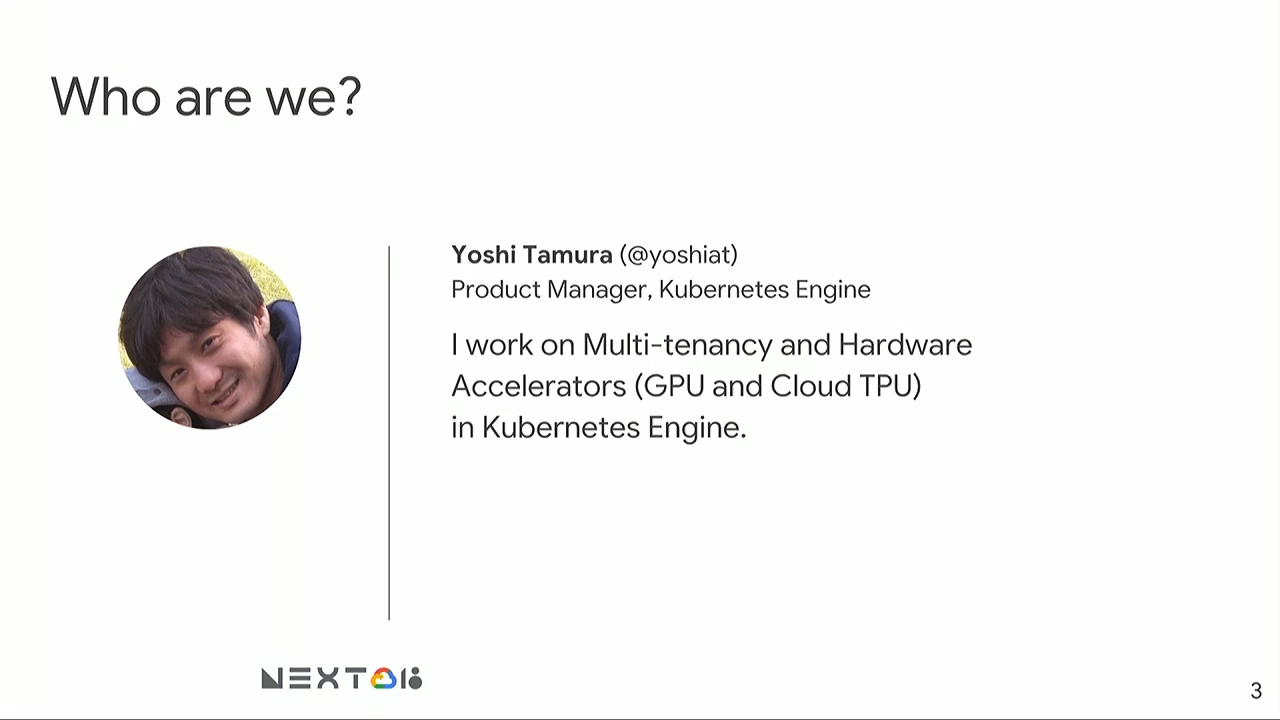 Who are we?
Yoshi Tamura (@yoshiat)
Product Manager, Kubernetes Engine
I work on Multi-tenancy and Hardware
Accelerators (GPU and Cloud TPU)
in Kubernetes Engine.
NEXT 18
3